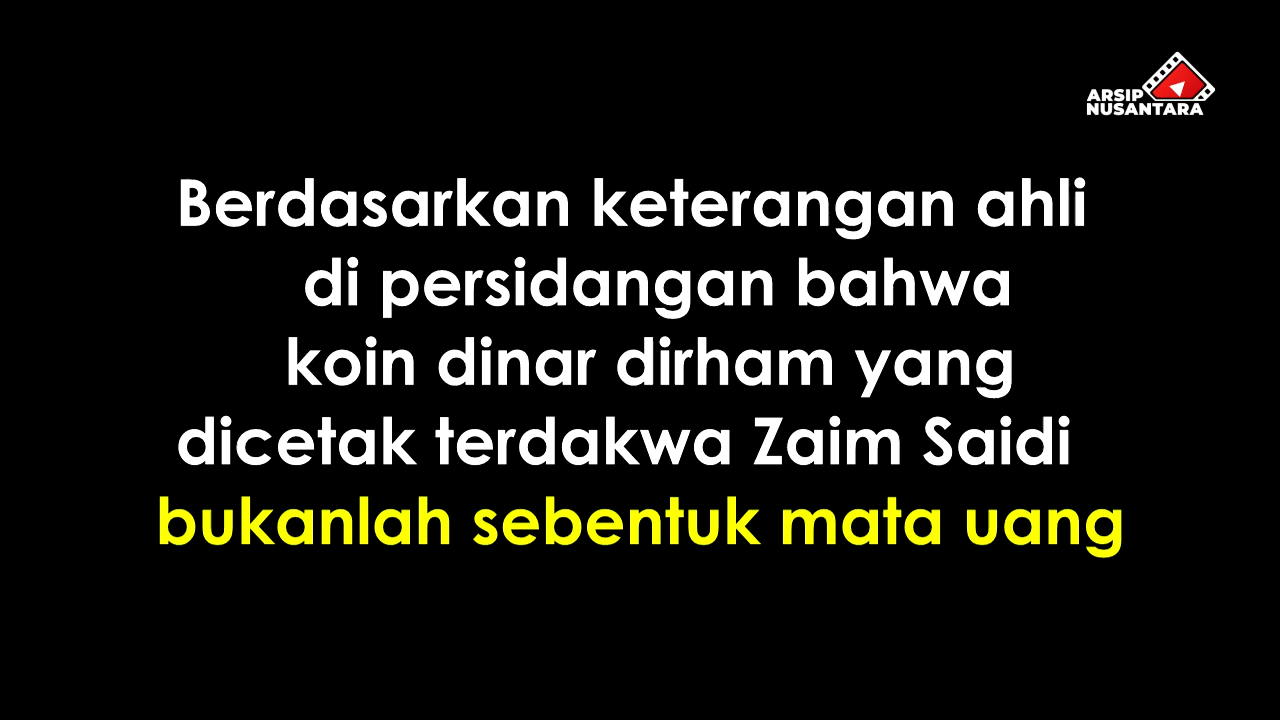 ARSIP
NUSANTARA
Berdasarkan keterangan ahli
di persidangan bahwa
koin dinar dirham yang
dicetak terdakwa Zaim Saidi
bukanlah sebentuk mata uang